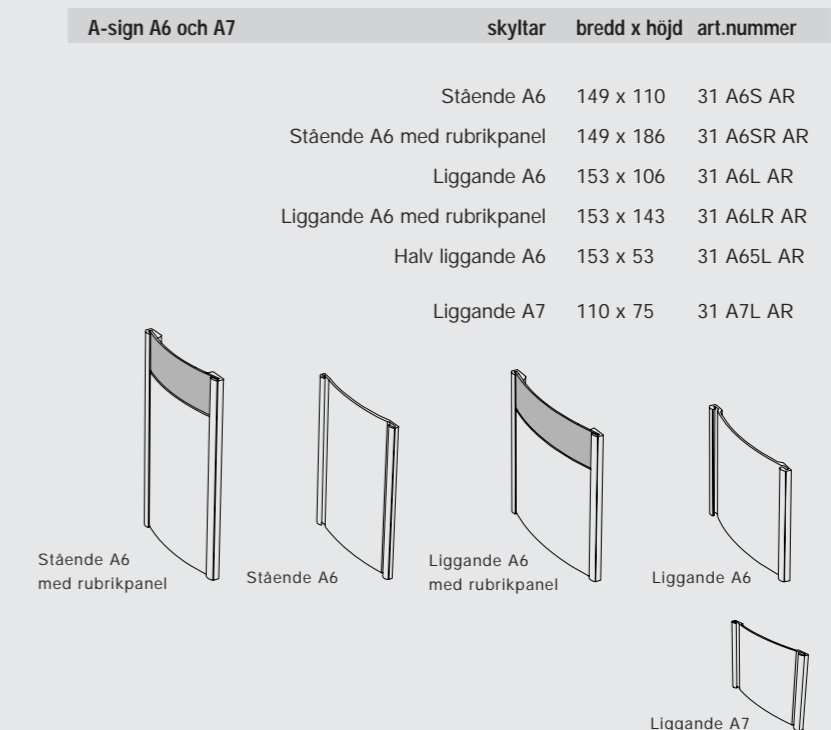 A-sign A6 och A7 skyltar bredd x höjd art.nummer
Stående A6 149 x 110 31 A6S AR
Stående A6 med rubrikpanel 149 x 186 31 A6SR AR
Liggande A6 153 x 106 31 A6L AR
Liggande A6 med rubrikpanel 153 x 143 31 A6LR AR
Halv liggande A6 153 x 53 31 A65L AR
Liggande A7 110 x 75 31 A7L AR
Stående A6
med rubrikpanel
Stående A6
Liggande A6
med rubrikpanel
Liggande A6
Liggande A7